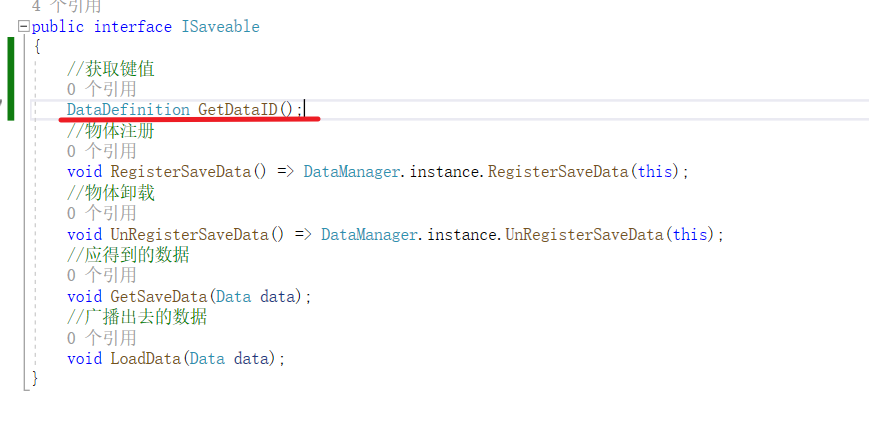 4 个引用
public interface ISaveable
{
//获取键值
0 个引用
DataDefinition GetDataID();
//物体注册
0 个引用
void RegisterSaveData() => DataManager.instance.RegisterSaveData(this);
//物体卸载
0 个引用
void UnRegisterSaveData() => DataManager.instance.UnRegisterSaveData(this);
//应得到的数据
0 个引用
void GetSaveData(Data data);
//广播出去的数据
0 个引用
void LoadData(Data data);
}